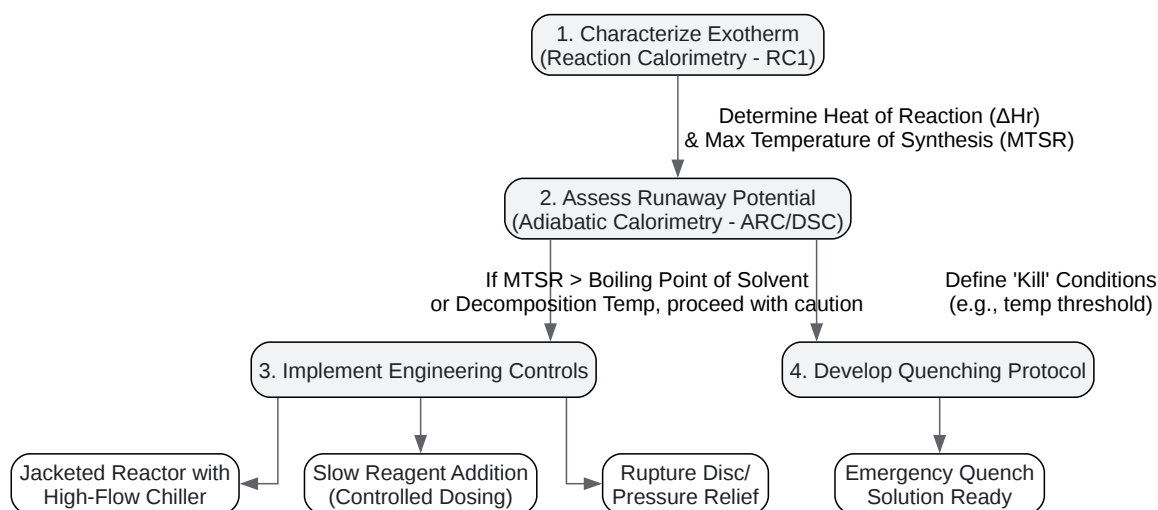 1. Characterize Exotherm
(Reaction Calorimetry - RC1)
Determine Heat of Reaction (ΔHr)
& Max Temperature of Synthesis (MTSR)
2. Assess Runaway Potential
(Adiabatic Calorimetry - ARC/DSC)
If MTSR > Boiling Point of Solvent
or Decomposition Temp, proceed with caution
Define 'Kill' Conditions
(e.g., temp threshold)
3. Implement Engineering Controls
4. Develop Quenching Protocol
Jacketed Reactor with
High-Flow Chiller
Slow Reagent Addition
(Controlled Dosing)
Rupture Disc/
Pressure Relief
Emergency Quench
Solution Ready